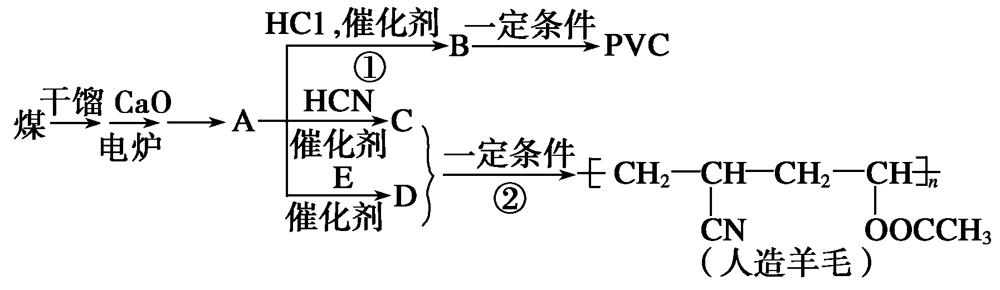 HCl,催化剂 一定条件
B PVC
①
干馏 CaO HCN
煤 A C
电炉 催化剂 一定条件
E CH₂—CH—CH₂—CH n
D ②
催化剂
CN OOCCH₃
(人造羊毛)